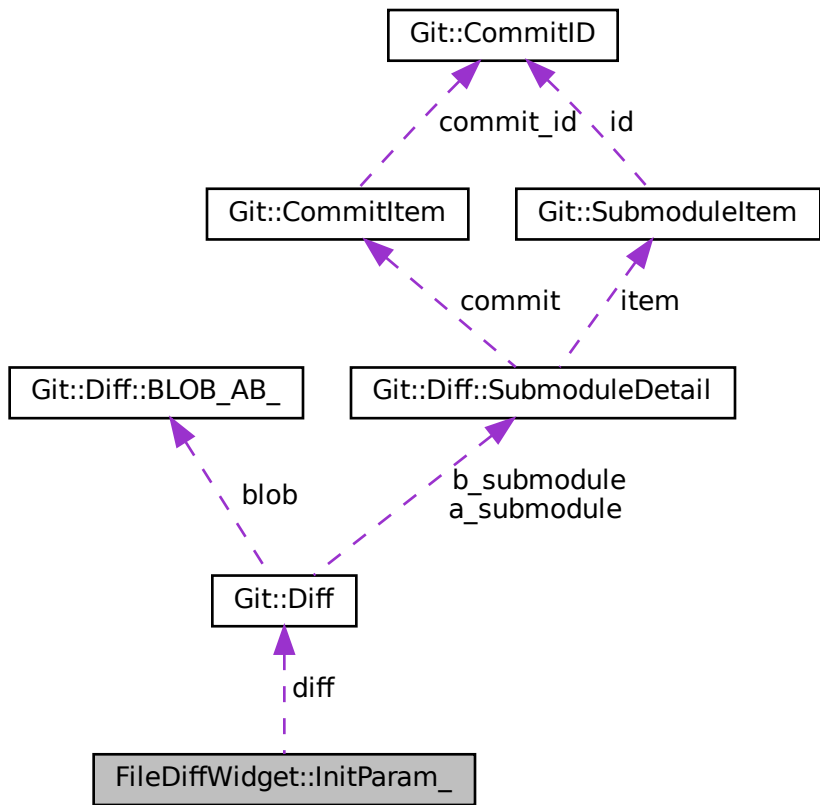 Git::CommitID
commit_id
id
Git::CommitItem
Git::SubmoduleItem
commit
item
Git::Diff::BLOB_AB_
Git::Diff::SubmoduleDetail
blob
b_submodule
a_submodule
Git::Diff
diff
FileDiffWidget::InitParam_